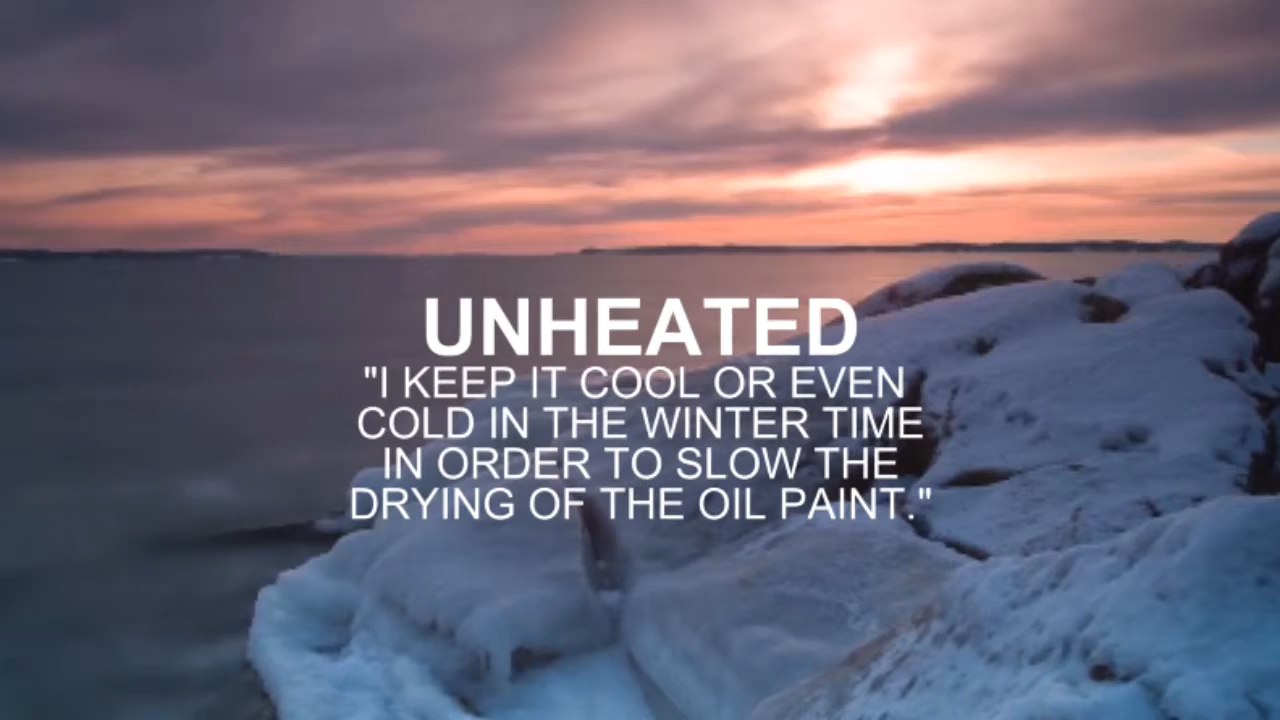 UNHEATED
"I KEEP IT COOL OR EVEN
COLD IN THE WINTER TIME
IN ORDER TO SLOW THE
DRYING OF THE OIL PAINT."